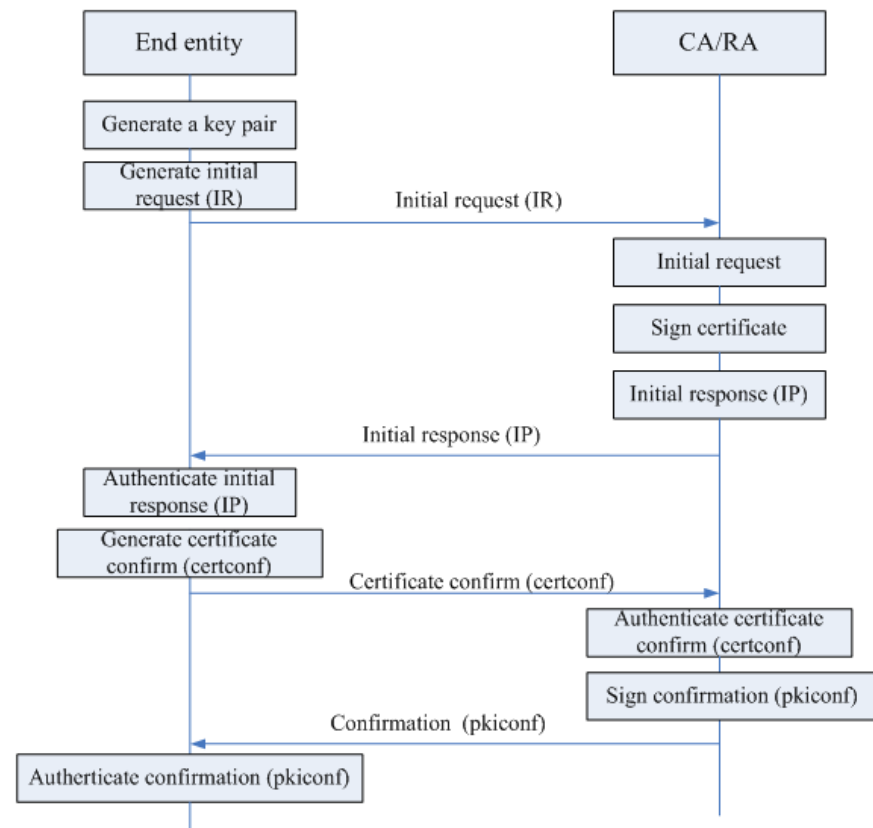 End entity
CA/RA
Generate a key pair
Generate initial
request (IR)
Initial request (IR)
Initial request
Sign certificate
Initial response (IP)
Initial response (IP)
Authenticate initial
response (IP)
Generate certificate
confirm (certconf)
Certificate confirm (certconf)
Authenticate certificate
confirm (certconf)
Sign confirmation (pkiconf)
Confirmation (pkiconf)
Autherticate confirmation (pkiconf)